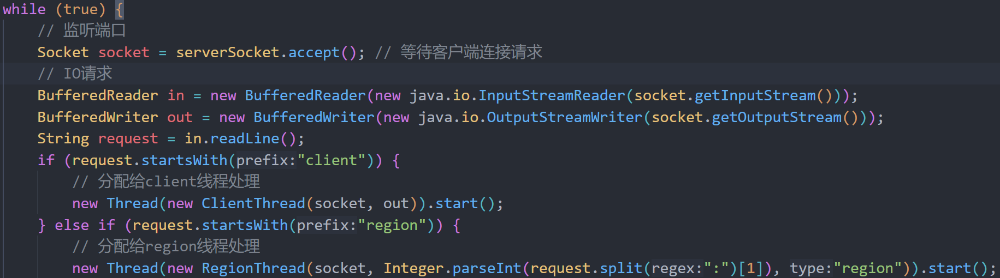 while (true) {
// 监听端口
Socket socket = serverSocket.accept(); // 等待客户端连接请求
// IO请求
BufferedReader in = new BufferedReader(new java.io.InputStreamReader(socket.getInputStream()));
BufferedWriter out = new BufferedWriter(new java.io.OutputStreamWriter(socket.getOutputStream()));
String request = in.readLine();
if (request.startsWith(prefix:"client")) {
// 分配给client线程处理
new Thread(new ClientThread(socket, out)).start();
} else if (request.startsWith(prefix:"region")) {
// 分配给region线程处理
new Thread(new RegionThread(socket, Integer.parseInt(request.split(regex:":")[1]), type:"region")).start();